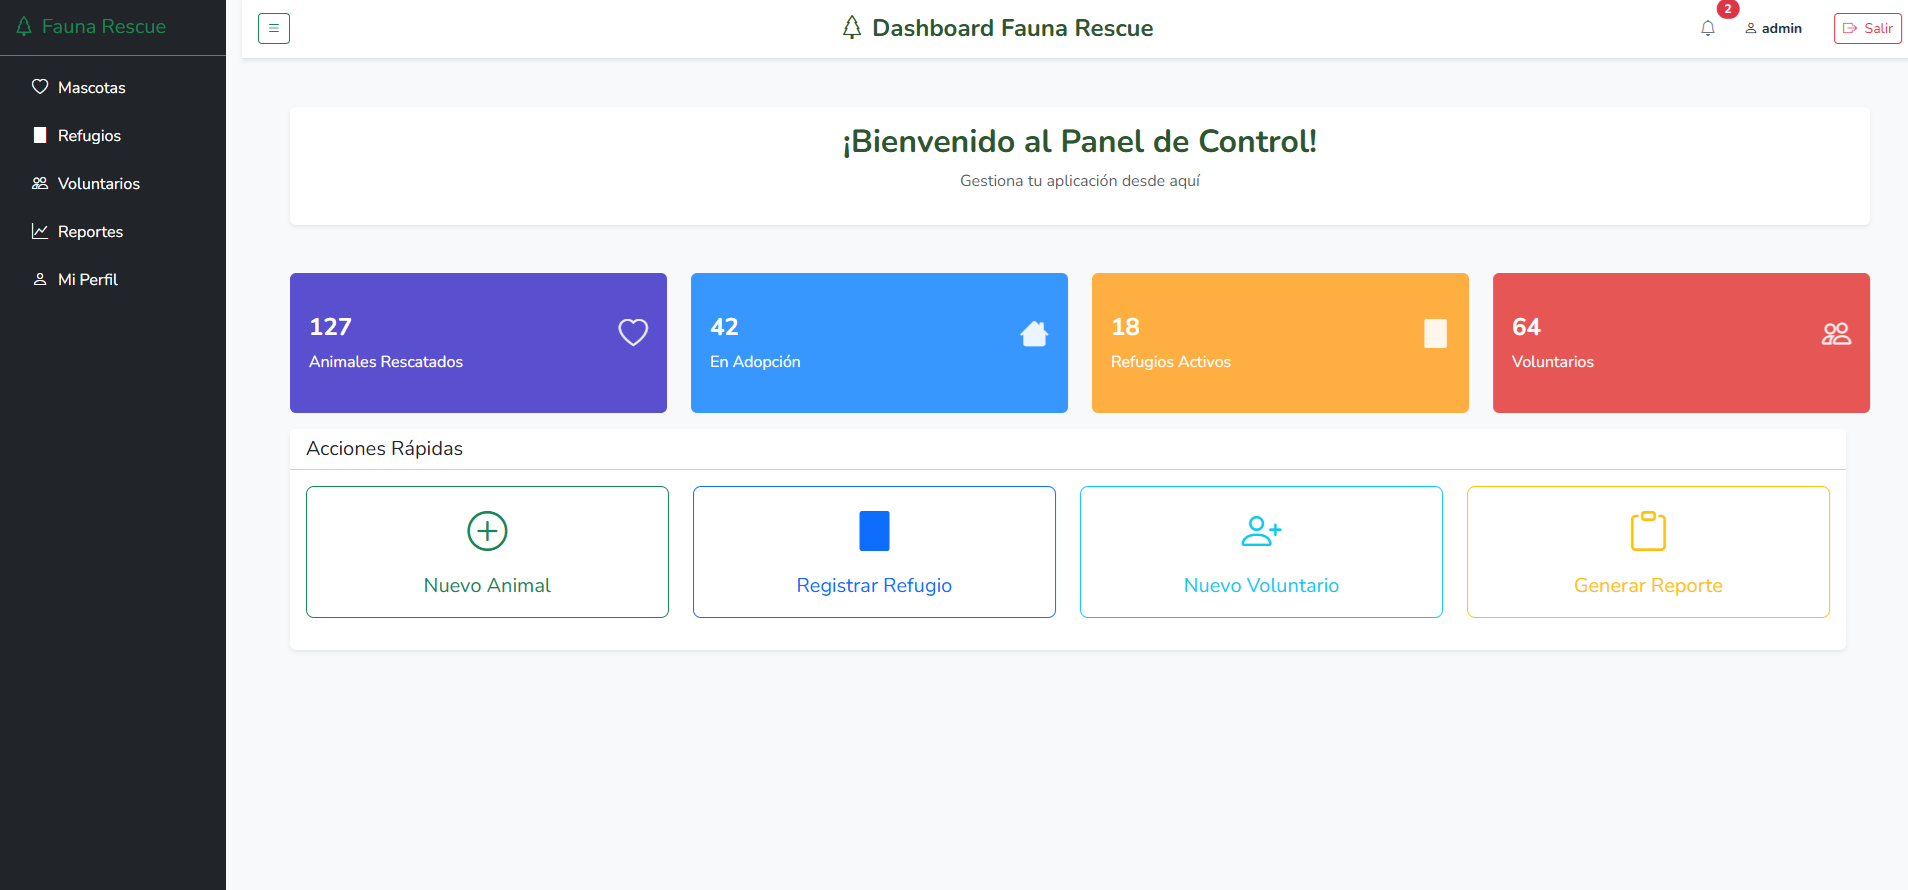 Fauna Rescue
Mascotas
Refugios
Voluntarios
Reportes
Mi Perfil
Dashboard Fauna Rescue
2
admin
Salir
¡Bienvenido al Panel de Control!
Gestiona tu aplicación desde aquí
127
Animales Rescatados
42
En Adopción
18
Refugios Activos
64
Voluntarios
Acciones Rápidas
Nuevo Animal
Registrar Refugio
Nuevo Voluntario
Generar Reporte